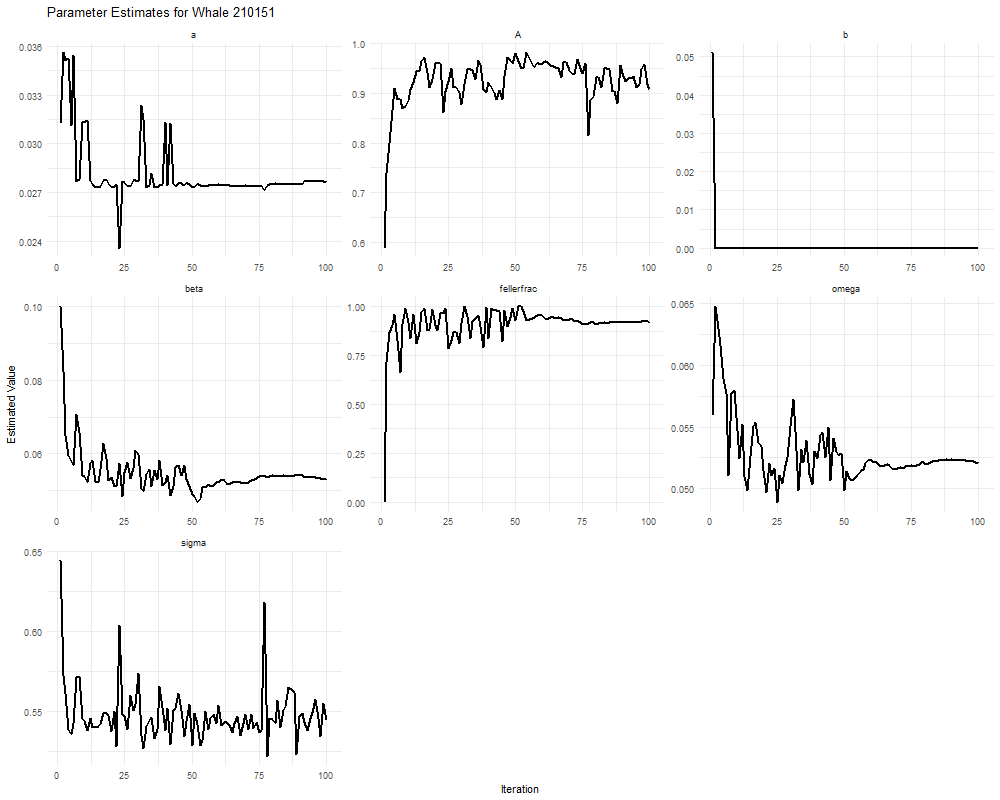 Parameter Estimates for Whale 210151
a
A
b
0.036
0.033
0.030
0.027
0.024
1.0
0.9
0.8
0.7
0.6
0.05
0.04
0.03
0.02
0.01
0.00
0 25 50 75 100
0 25 50 75 100
0 25 50 75 100
beta
fellerfrac
omega
0.10
0.08
0.06
1.00
0.75
0.50
0.25
0.00
0.065
0.060
0.055
0.050
0 25 50 75 100
0 25 50 75 100
0 25 50 75 100
sigma
0.65
0.60
0.55
0 25 50 75 100
Estimated Value
Iteration